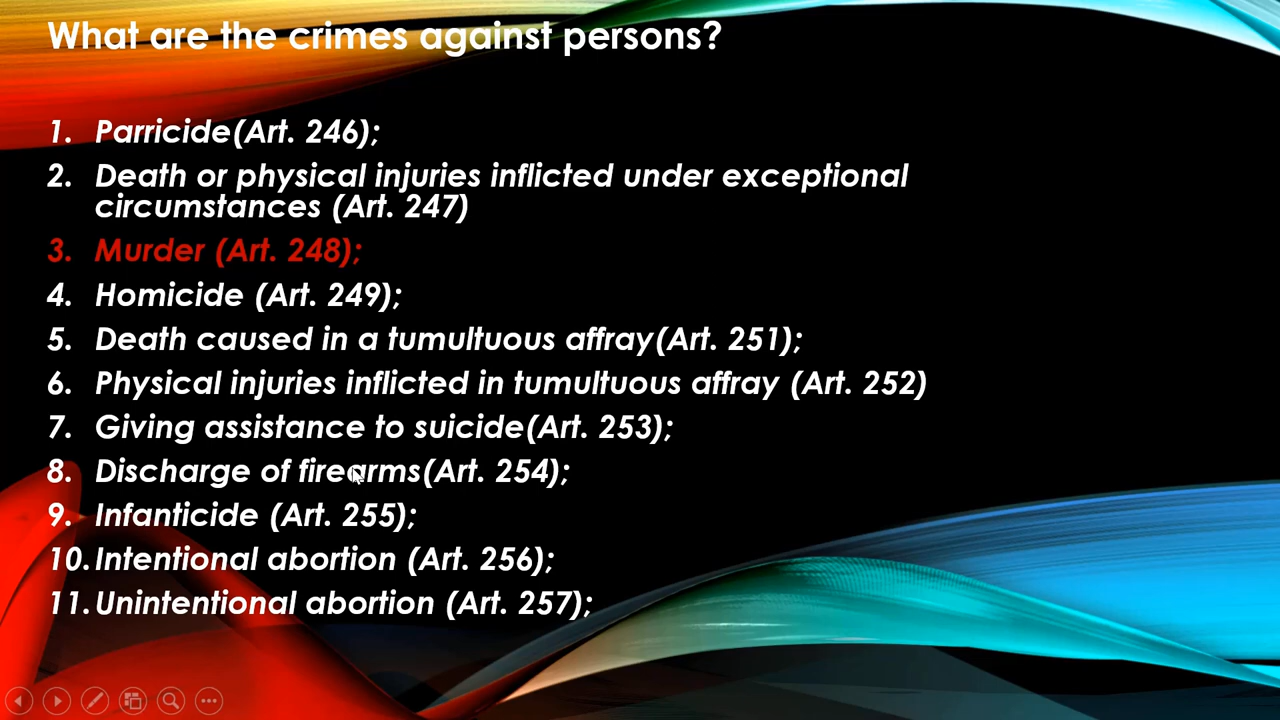 What are the crimes against persons?
1. Parricide(Art. 246);
2. Death or physical injuries inflicted under exceptional
circumstances (Art. 247)
3. Murder (Art. 248);
4. Homicide (Art. 249);
5. Death caused in a tumultuous affray(Art. 251);
6. Physical injuries inflicted in tumultuous affray (Art. 252)
7. Giving assistance to suicide(Art. 253);
8. Discharge of firearms(Art. 254);
9. Infanticide (Art. 255);
10. Intentional abortion (Art. 256);
11. Unintentional abortion (Art. 257);